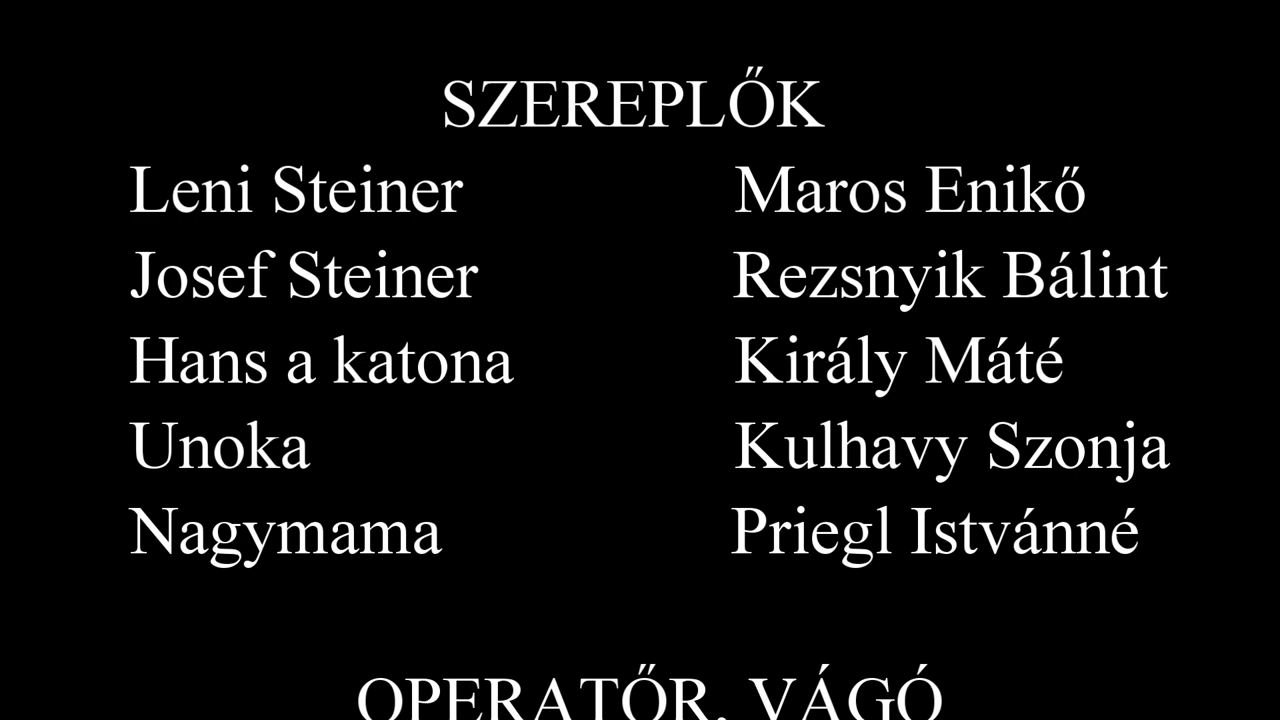 SZEREPLŐK
Leni Steiner Maros Enikő
Josef Steiner Rezsnyik Bálint
Hans a katona Király Máté
Unoka Kulhavy Szonja
Nagymama Priegl Istvánné
OPERATŐR, VÁGÓ